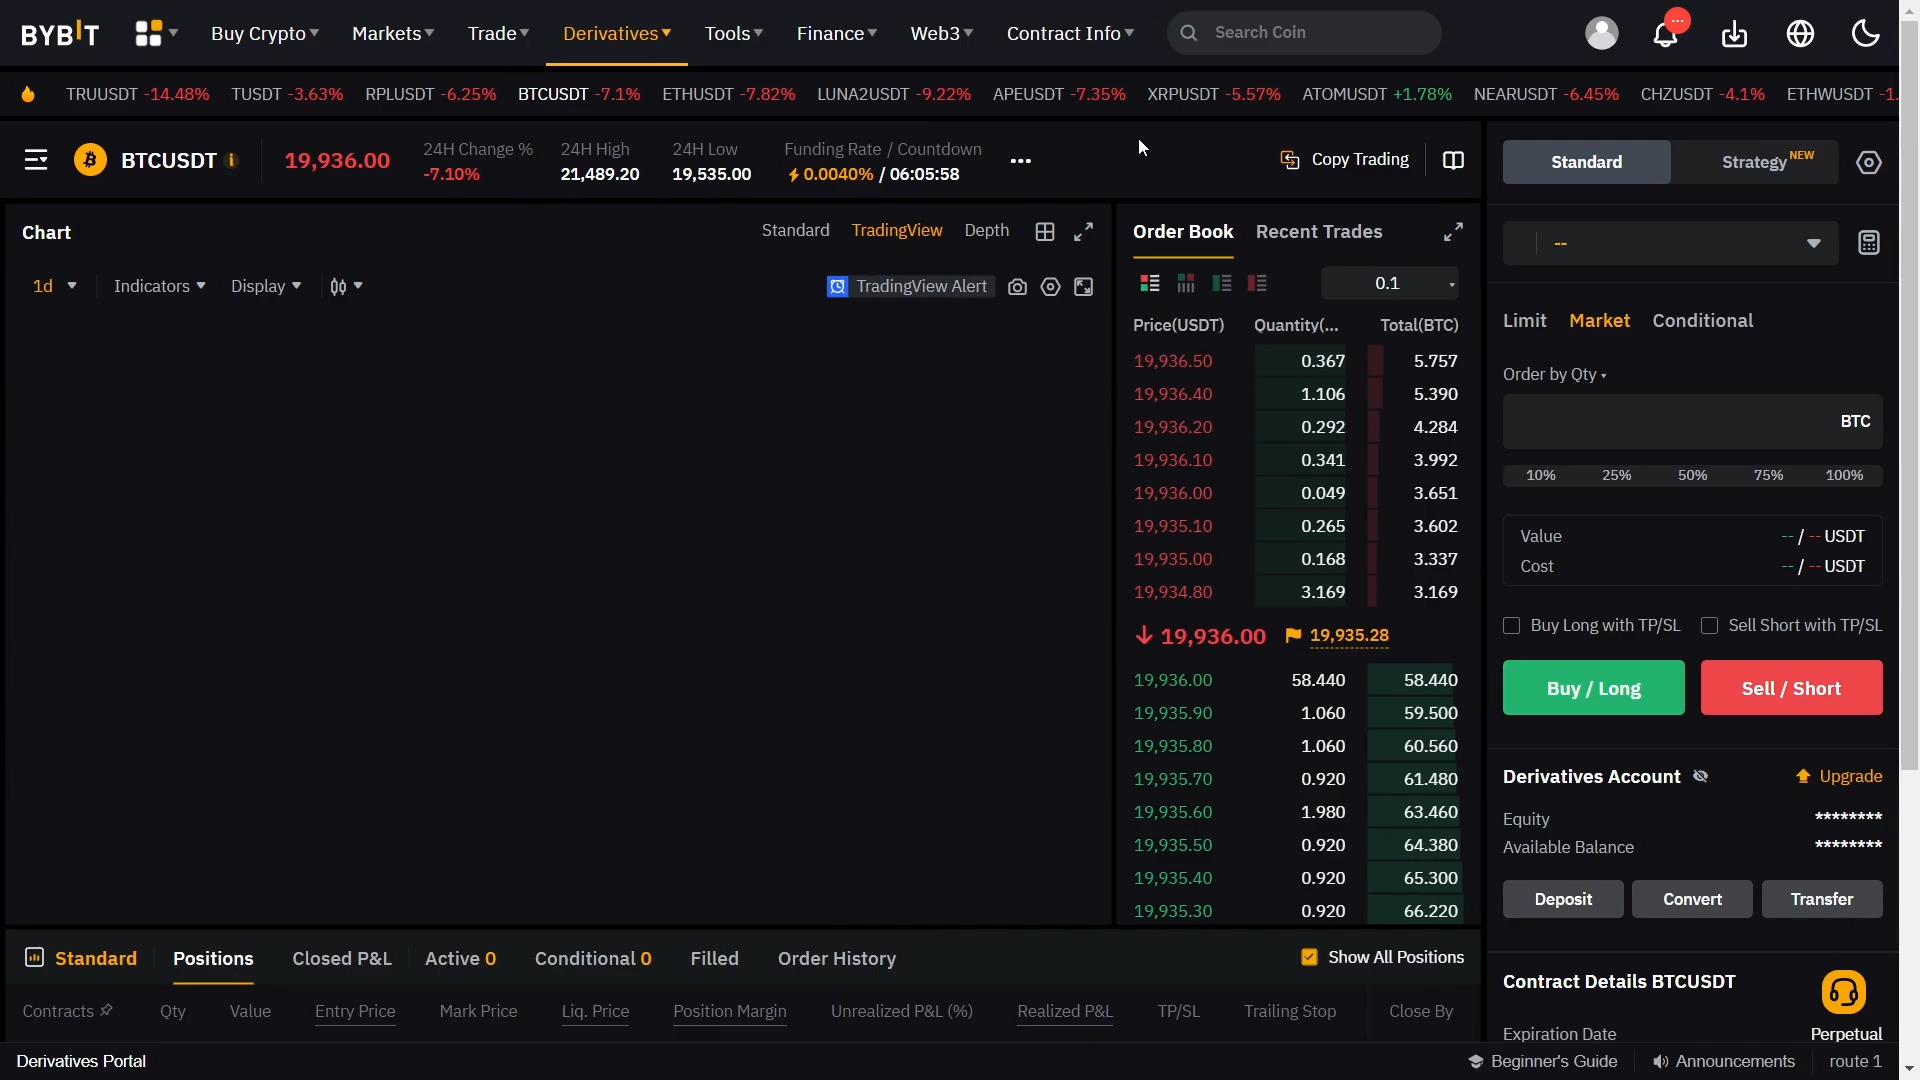 BYBIT Buy Crypto Markets Trade Derivatives Tools Finance Web3 Contract Info Search Coin
TRUUSDT -14.48% TUSDT -3.63% RPLUSDT -6.25% BTCUSDT -7.1% ETHUSDT -7.82% LUNA2USDT -9.22% APEUSDT -7.35% XRPUSDT -5.57% ATOMUSDT +1.78% NEARUSDT -6.45% CHZUSDT -4.1% ETHWUSDT -1.
BTCUSDT 19,936.00
24H Change %
-7.10%
24H High
21,489.20
24H Low
19,535.00
Funding Rate / Countdown
0.0040% / 06:05:58
Copy Trading
Chart Standard TradingView Depth
1d Indicators Display TradingView Alert
Order Book Recent Trades
0.1
Price(USDT) Quantity(... Total(BTC)
19,936.50 0.367 5.757
19,936.40 1.106 5.390
19,936.20 0.292 4.284
19,936.10 0.341 3.992
19,936.00 0.049 3.651
19,935.10 0.265 3.602
19,935.00 0.168 3.337
19,934.80 3.169 3.169
19,936.00 19,935.28
19,936.00 58.440 58.440
19,935.90 1.060 59.500
19,935.80 1.060 60.560
19,935.70 0.920 61.480
19,935.60 1.980 63.460
19,935.50 0.920 64.380
19,935.40 0.920 65.300
19,935.30 0.920 66.220
Standard Strategy NEW
--
Limit Market Conditional
Order by Qty
BTC
10% 25% 50% 75% 100%
Value -- / -- USDT
Cost -- / -- USDT
Buy Long with TP/SL Sell Short with TP/SL
Buy / Long Sell / Short
Derivatives Account Upgrade
Equity ********
Available Balance ********
Deposit Convert Transfer
Contract Details BTCUSDT
Expiration Date Perpetual
Standard Positions Closed P&L Active 0 Conditional 0 Filled Order History Show All Positions
Contracts Qty Value Entry Price Mark Price Liq. Price Position Margin Unrealized P&L (%) Realized P&L TP/SL Trailing Stop Close By
Derivatives Portal Beginner's Guide Announcements route 1